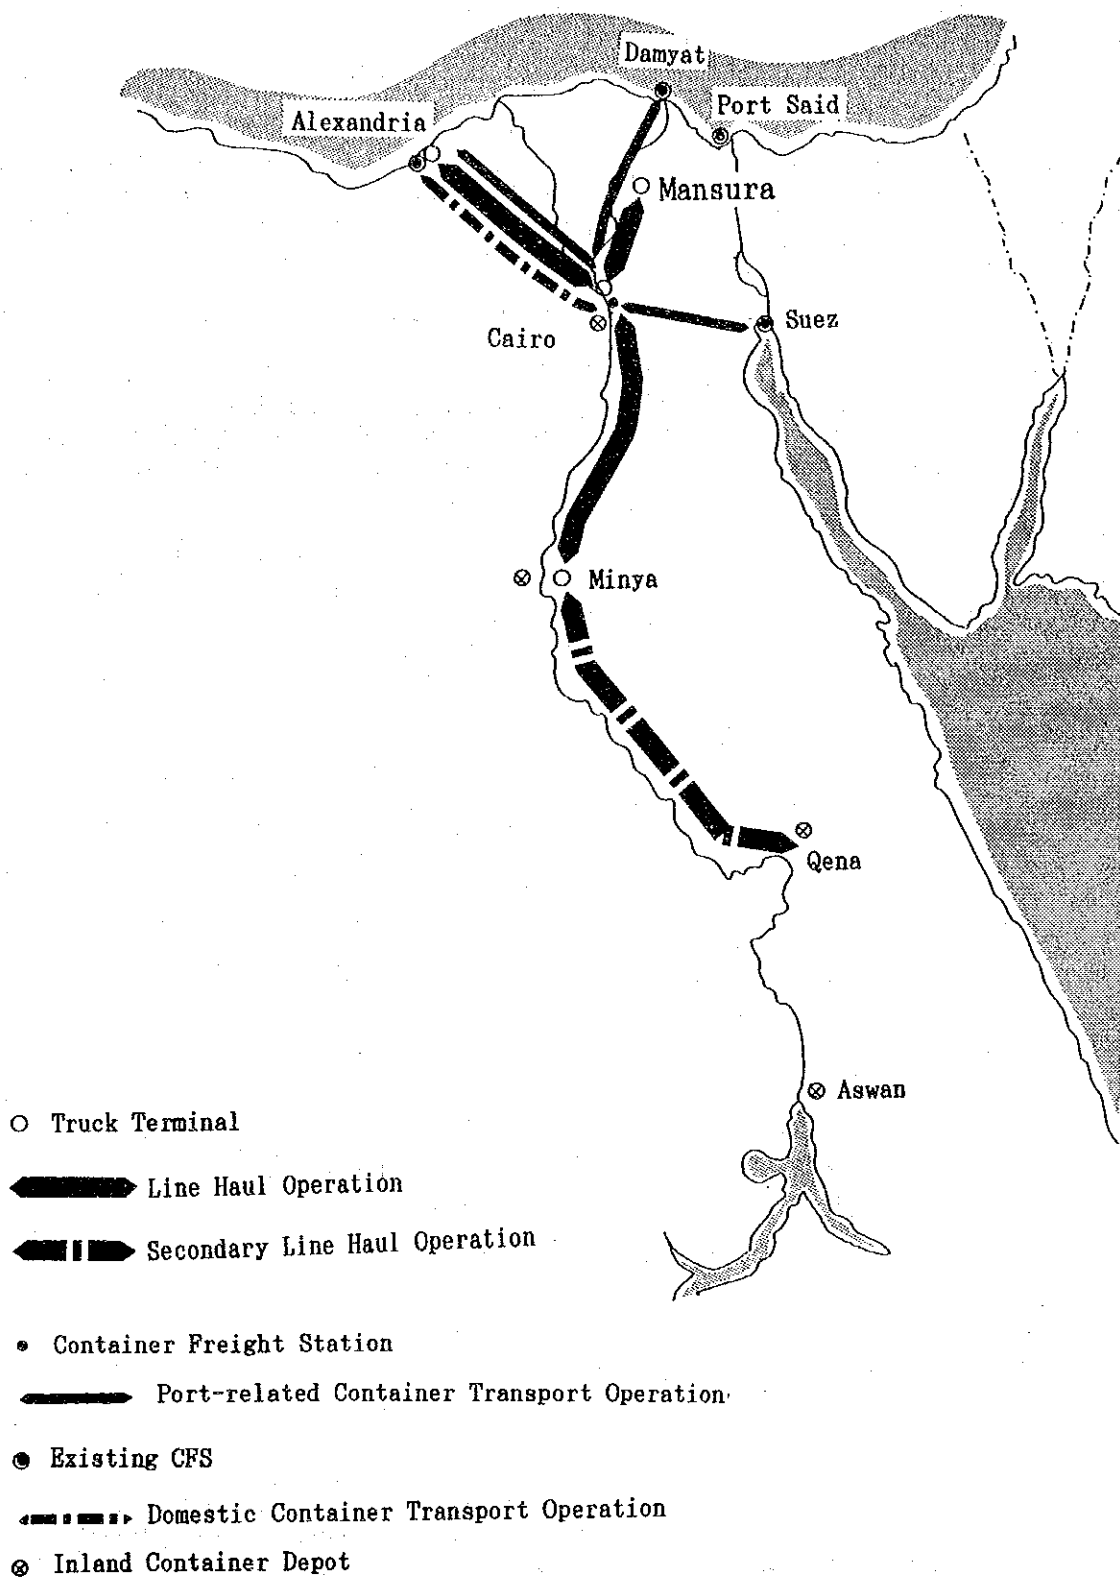 Damyat
Port Said
Alexandria
Mansura
Suez
Cairo
Minya
Qena
Aswan
Truck Terminal
Line Haul Operation
Secondary Line Haul Operation
Container Freight Station
Port-related Container Transport Operation
Existing CFS
Domestic Container Transport Operation
Inland Container Depot